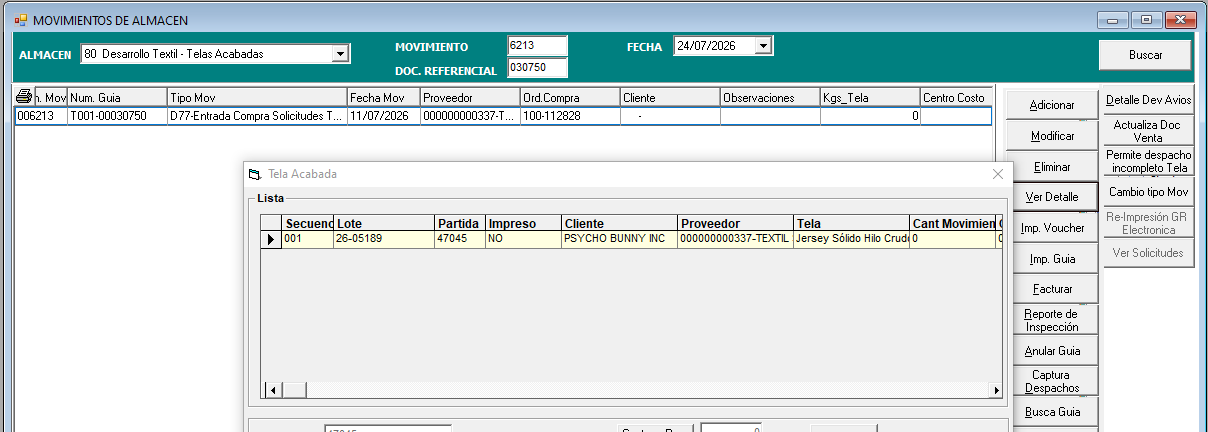 MOVIMIENTOS DE ALMACEN
ALMACEN 80 Desarrollo Textil - Telas Acabadas MOVIMIENTO 6213 FECHA 24/07/2026 Buscar
DOC. REFERENCIAL 030750
n. Mov Num. Guia Tipo Mov Fecha Mov Proveedor Ord.Compra Cliente Observaciones Kgs_Tela Centro Costo
006213 T001-00030750 D77-Entrada Compra Solicitudes T... 11/07/2026 000000000337-T... 100-112828 - 0
Adicionar
Modificar
Eliminar
Ver Detalle
Imp. Voucher
Imp. Guia
Facturar
Reporte de
Inspección
Anular Guia
Captura
Despachos
Busca Guia
Detalle Dev Avios
Actualiza Doc
Venta
Permite despacho
incompleto Tela
Cambio tipo Mov
Re-Impresión GR
Electronica
Ver Solicitudes
Tela Acabada
Lista
Secuenc Lote Partida Impreso Cliente Proveedor Tela Cant Movimien
001 26-05189 47045 NO PSYCHO BUNNY INC 000000000337-TEXTIL Jersey Sólido Hilo Crud 0